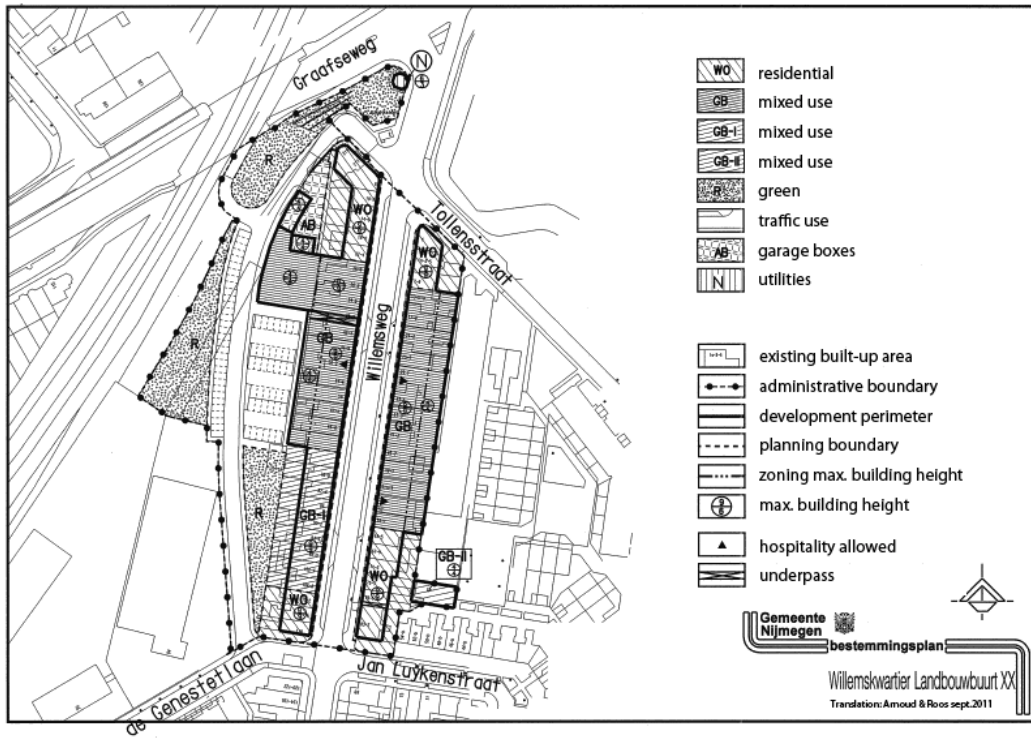 Graafseweg
N
R
WO
AB
Tollensstraat
WO
GB
Willemsweg
R
GB
R
GB-I
GB-II
WO
WO
de Genestetlaan
Jan Luykenstraat
WO residential
GB mixed use
GB-I mixed use
GB-II mixed use
R green
traffic use
AB garage boxes
N utilities
existing built-up area
administrative boundary
development perimeter
planning boundary
zoning max. building height
9
6
max. building height
hospitality allowed
underpass
Gemeente
Nijmegen
bestemmingsplan
Willemskwartier Landbouwbuurt XX
Translation: Arnoud & Roos sept.2011